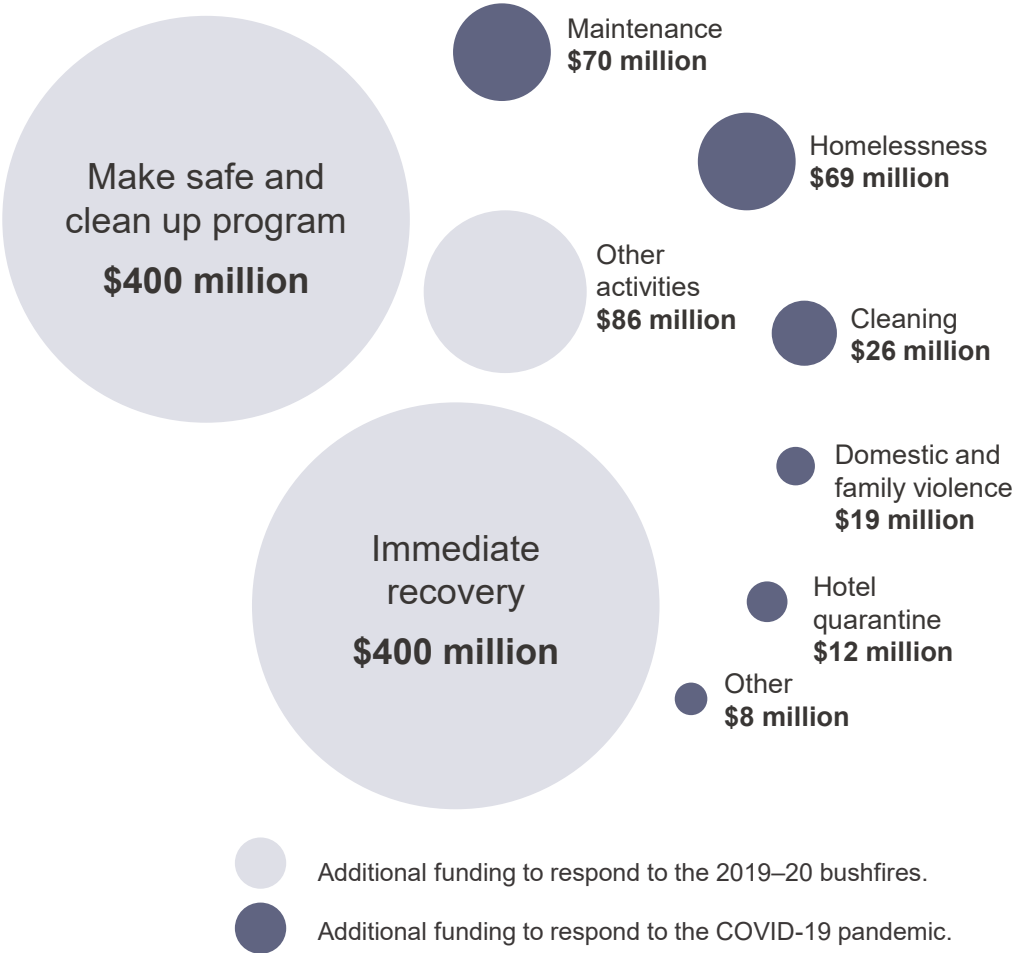 Make safe and
clean up program
$400 million
Maintenance
$70 million
Homelessness
$69 million
Other
activities
$86 million
Cleaning
$26 million
Domestic and
family violence
$19 million
Immediate
recovery
$400 million
Hotel
quarantine
$12 million
Other
$8 million
Additional funding to respond to the 2019–20 bushfires.
Additional funding to respond to the COVID-19 pandemic.